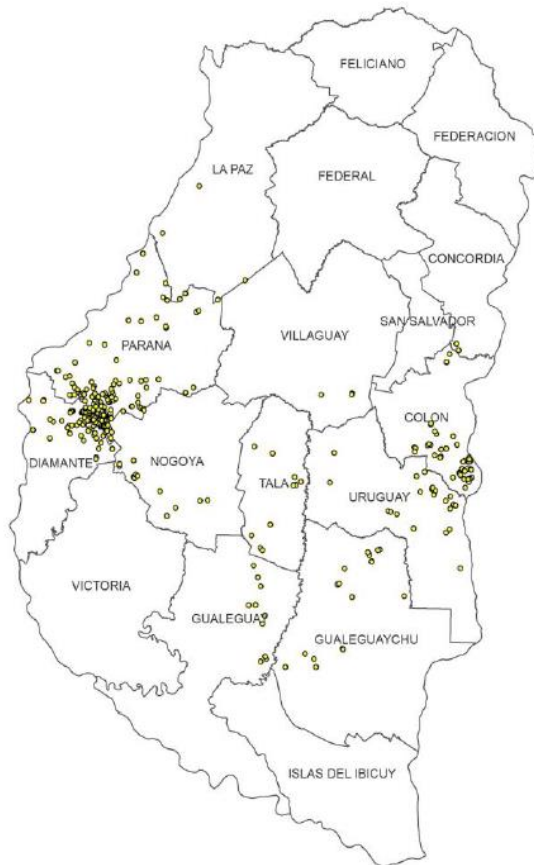 FELICIANO
FEDERACION
LA PAZ
FEDERAL
CONCORDIA
SAN SALVADOR
VILLAGUAY
PARANA
COLON
DIAMANTE
NOGOYA
TALA
URUGUAY
VICTORIA
GUALEGUAY
GUALEGUAYCHU
ISLAS DEL IBICUY